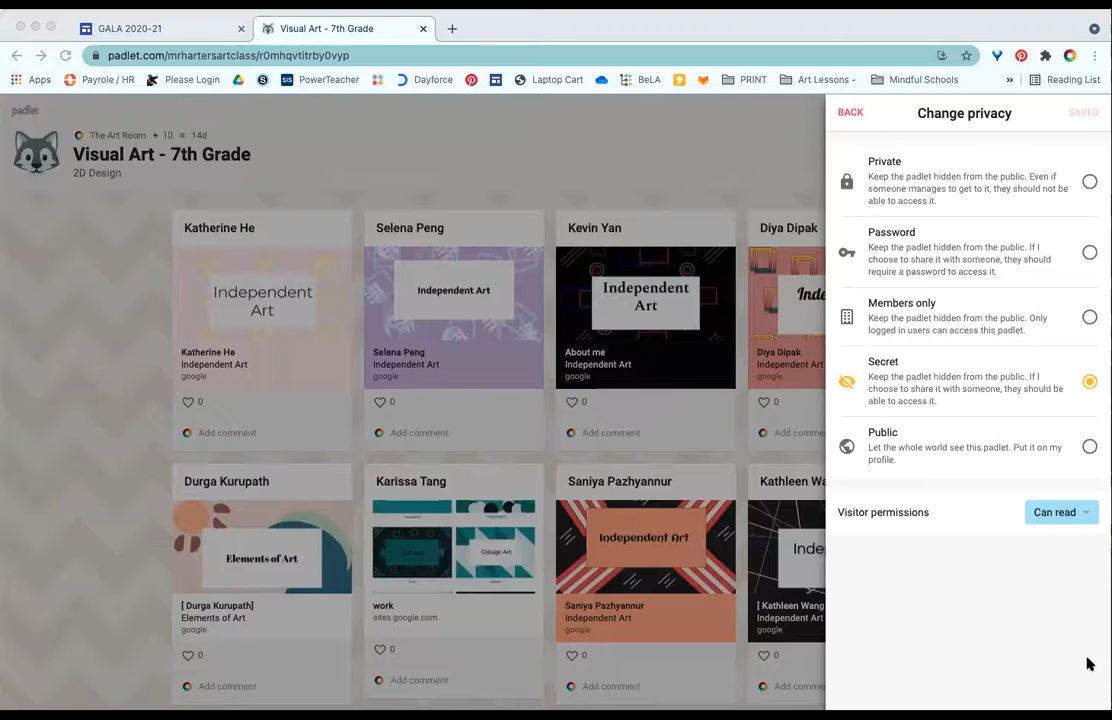 GALA 2020-21
Visual Art - 7th Grade
padlet.com/mrhartersartclass/r0mhqvtitrby0vyp
Apps
Payrole / HR
Please Login
PowerTeacher
Dayforce
Laptop Cart
BeLA
PRINT
Art Lessons -
Mindful Schools
»
Reading List
padlet
The Art Room + 10 14d
Visual Art - 7th Grade
2D Design
BACK
Change privacy
SAVED
Private
Keep the padlet hidden from the public. Even if
someone manages to get to it, they should not be
able to access it.
Password
Keep the padlet hidden from the public. If I
choose to share it with someone, they should
require a password to access it.
Members only
Keep the padlet hidden from the public. Only
logged in users can access this padlet.
Secret
Keep the padlet hidden from the public. If I
choose to share it with someone, they should be
able to access it.
Public
Let the whole world see this padlet. Put it on my
profile.
Visitor permissions
Can read
Katherine He
Independent
Art
Katherine He
Independent Art
google
0
Add comment
Selena Peng
Independent Art
Selena Peng
Independent Art
google
0
Add comment
Kevin Yan
Independent
Art
About me
Independent Art
google
0
Add comment
Diya Dipak
Inde
Diya Dipak
Independent Art
google
0
Add comme
Durga Kurupath
Elements of Art
[ Durga Kurupath]
Elements of Art
google
0
Add comment
Karissa Tang
Collage Art
work
sites.google.com
0
Add comment
Saniya Pazhyannur
Independent Art
Saniya Pazhyannur
Independent Art
google
0
Add comment
Kathleen Wa
Inde
[ Kathleen Wang
Independent Art
google
0
Add comme